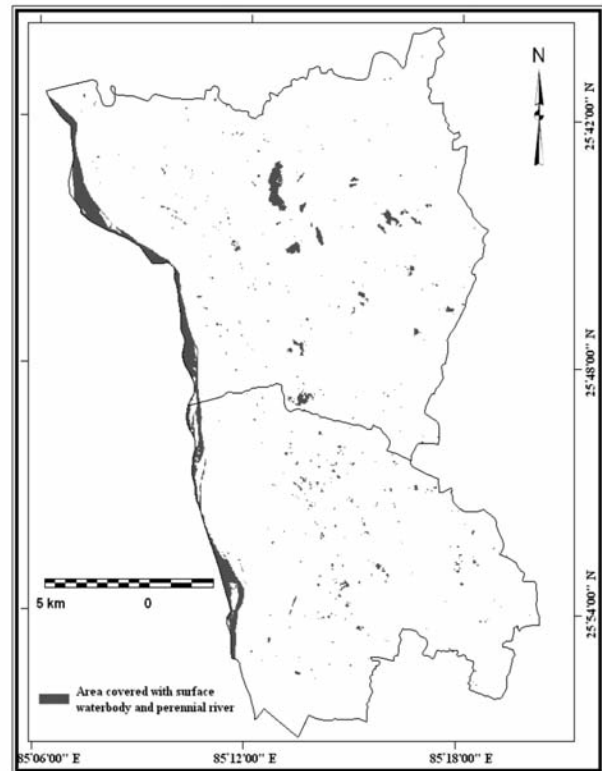 N
25°42'00" N
25°48'00" N
25°54'00" N
5 km 0
Area covered with surface
waterbody and perennial river
85°06'00" E 85°12'00" E 85°18'00" E